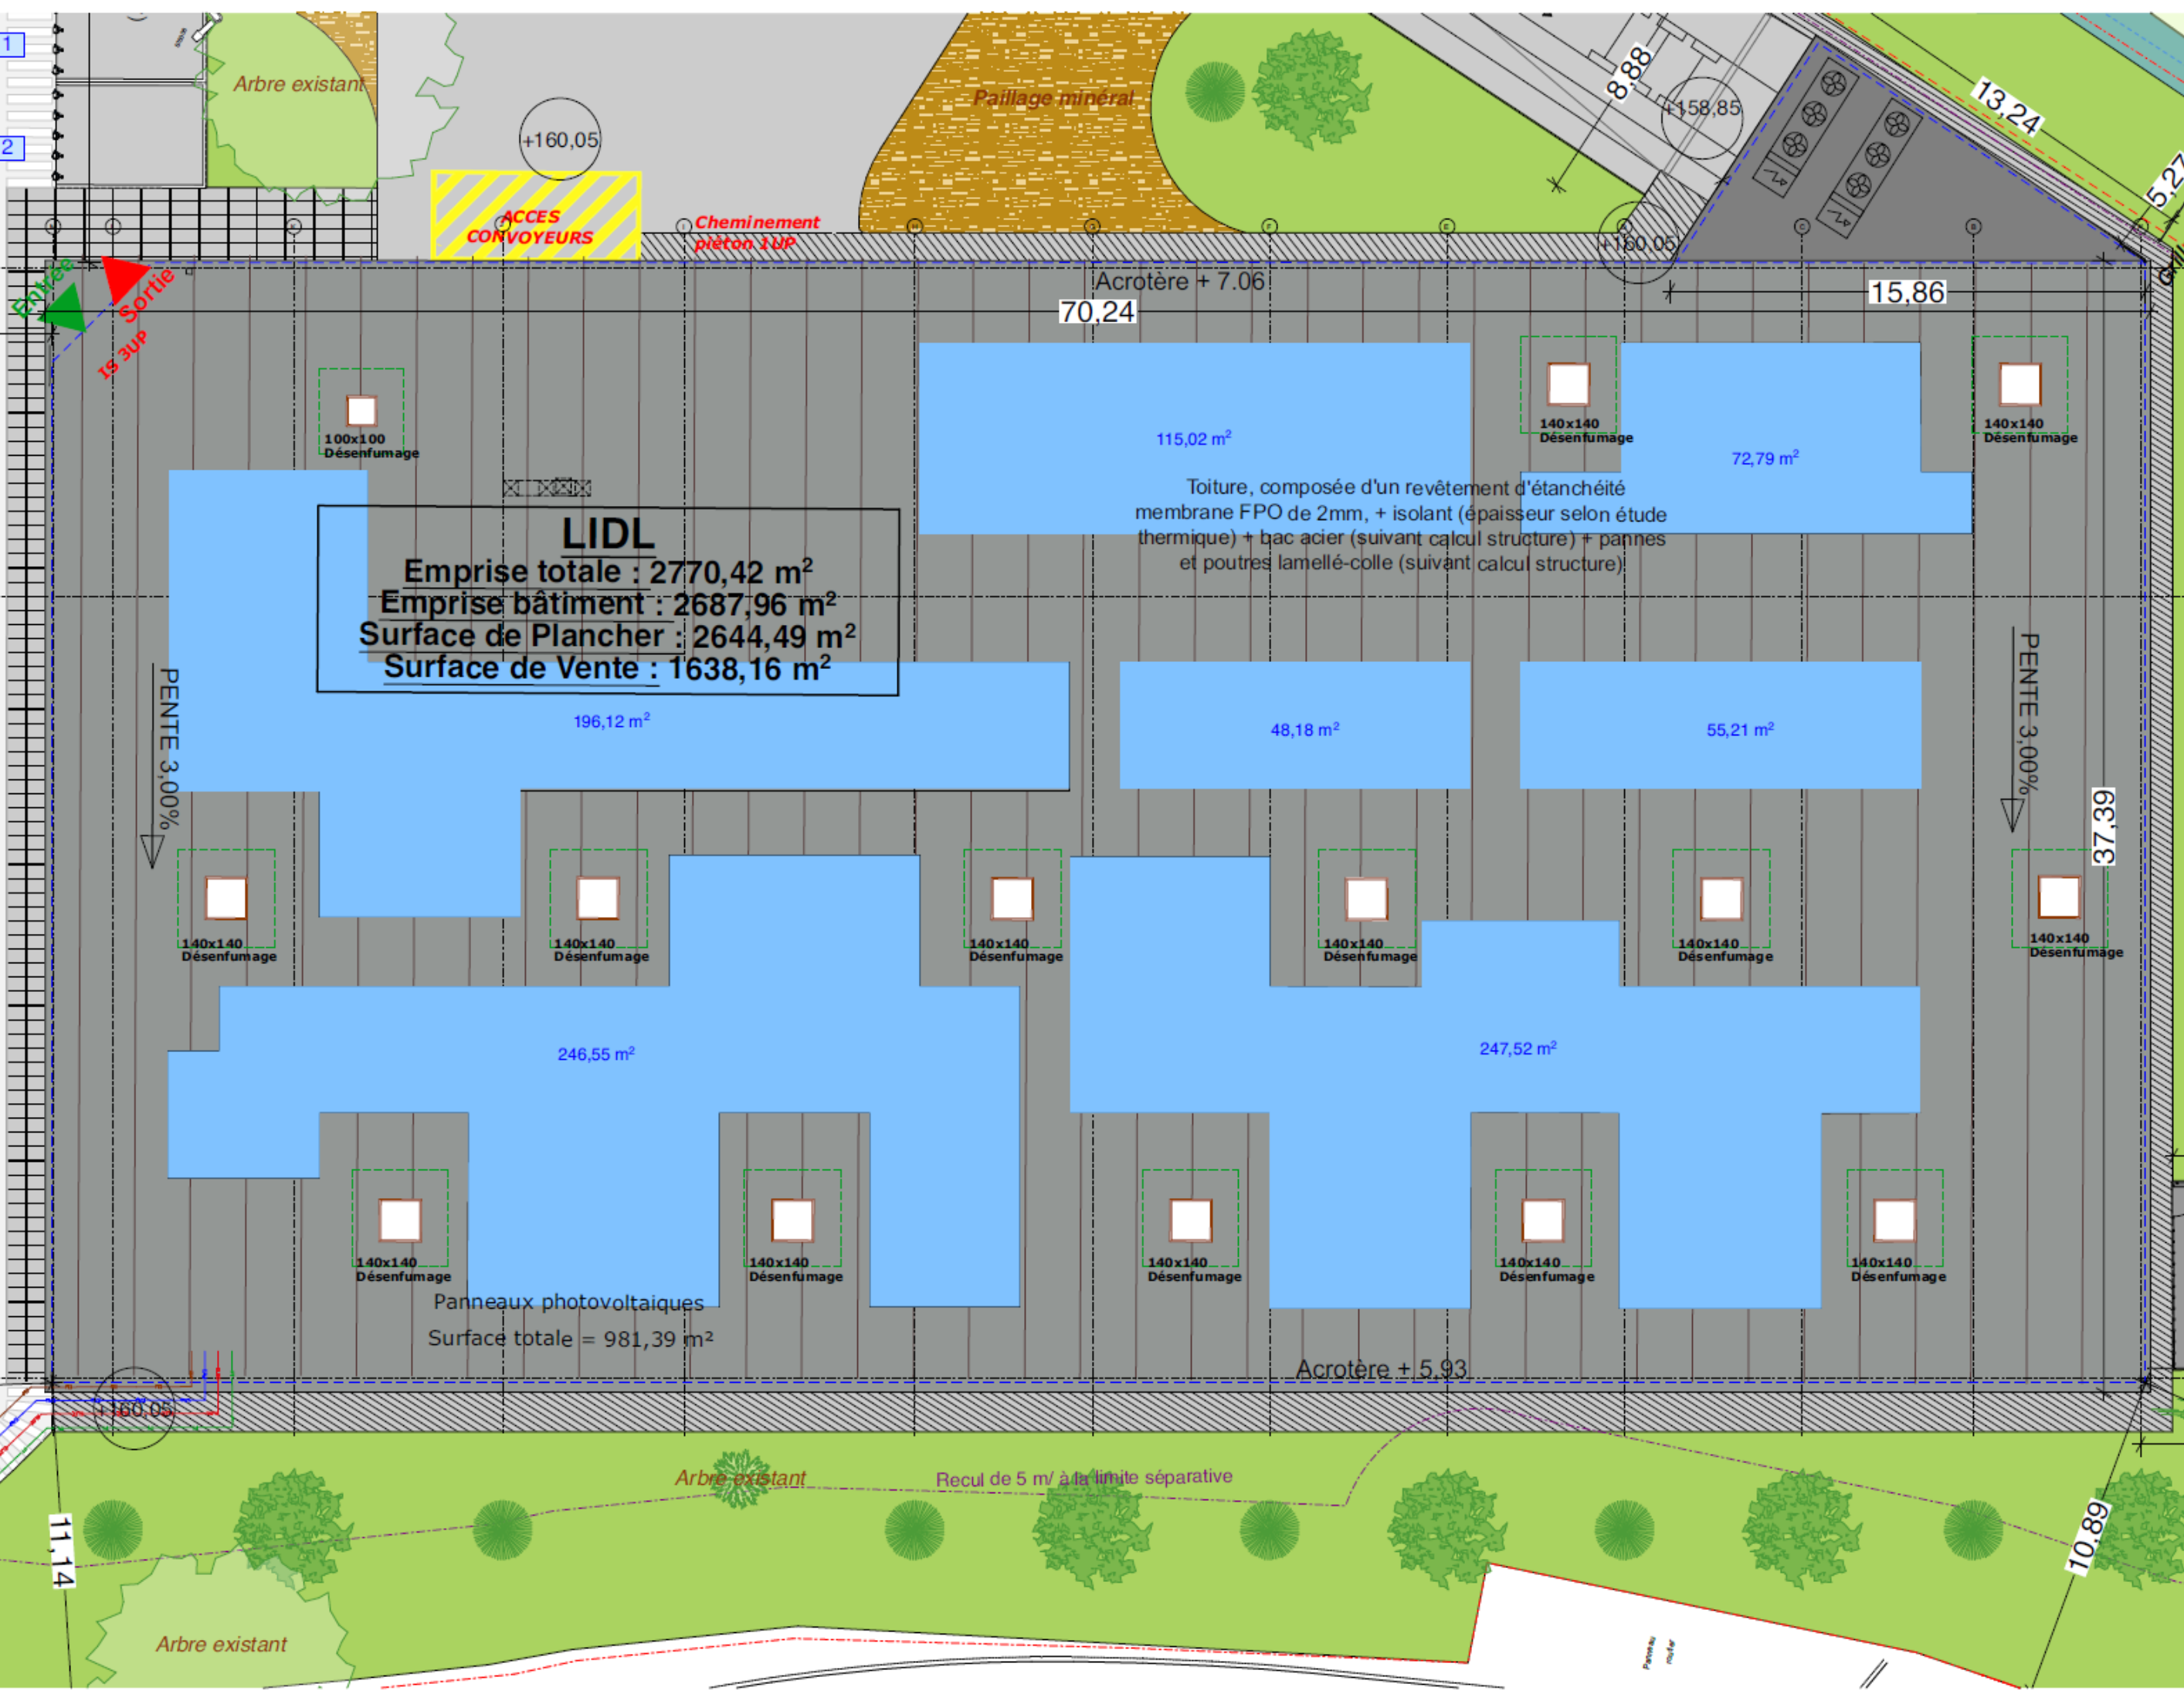 1
2
Arbre existant
+160,05
ACCES
CONVOYEURS
Cheminement
piéton 1UP
Paillage minéral
8,88
+158,85
13,24
5,27
+160,05
Entrée
Sortie
IS 3UP
K
J
I
H
G
F
E
C
B
Acrotère + 7.06
70,24
15,86
100x100
Désenfumage
115,02 m²
140x140
Désenfumage
72,79 m²
140x140
Désenfumage
Toiture, composée d'un revêtement d'étanchéité
membrane FPO de 2mm, + isolant (épaisseur selon étude
thermique) + bac acier (suivant calcul structure) + pannes
et poutres lamellé-colle (suivant calcul structure)
LIDL
Emprise totale : 2770,42 m²
Emprise bâtiment : 2687,96 m²
Surface de Plancher : 2644,49 m²
Surface de Vente : 1638,16 m²
PENTE 3,00%
196,12 m²
48,18 m²
55,21 m²
PENTE 3,00%
37,39
140x140
Désenfumage
140x140
Désenfumage
140x140
Désenfumage
140x140
Désenfumage
140x140
Désenfumage
140x140
Désenfumage
246,55 m²
247,52 m²
140x140
Désenfumage
140x140
Désenfumage
140x140
Désenfumage
140x140
Désenfumage
140x140
Désenfumage
Panneaux photovoltaiques
Surface totale = 981,39 m²
Acrotère + 5.93
+160,05
Arbre existant
Recul de 5 m/ à la limite séparative
11,14
10,89
Arbre existant
Panneau
routier